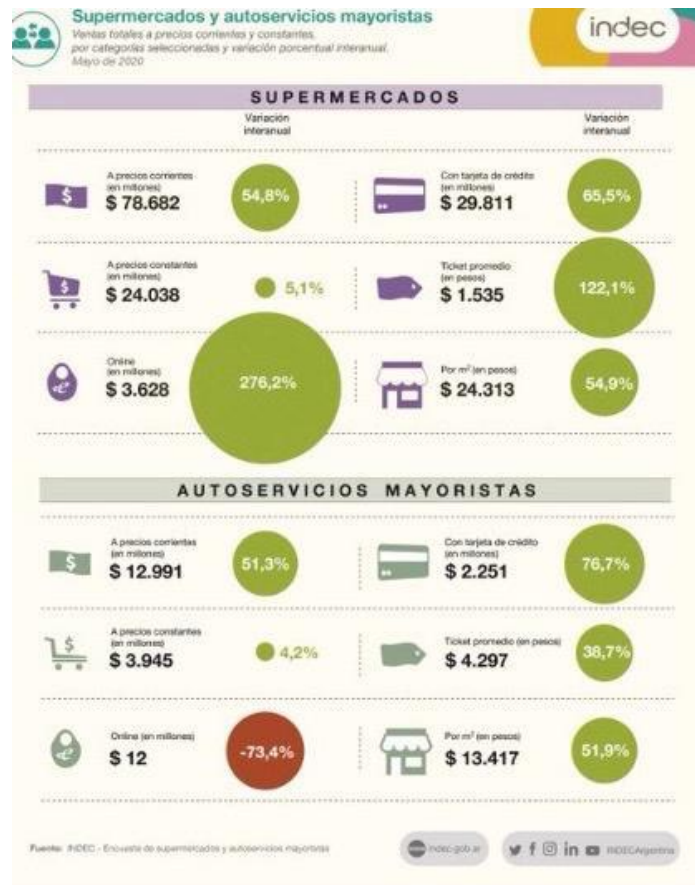 Supermercados y autoservicios mayoristas
indec
Ventas totales a precios corrientes y constantes,
por categorías seleccionadas y variación porcentual interanual.
Mayo de 2020
SUPERMERCADOS
Variación
interanual
Variación
interanual
A precios corrientes
(en millones)
$ 78.682
54,8%
Con tarjeta de crédito
(en millones)
$ 29.811
65,5%
A precios constantes
(en millones)
$ 24.038
5,1%
Ticket promedio
(en pesos)
$ 1.535
122,1%
Online
(en millones)
$ 3.628
276,2%
Por m² (en pesos)
$ 24.313
54,9%
AUTOSERVICIOS MAYORISTAS
A precios corrientes
(en millones)
$ 12.991
51,3%
Con tarjeta de crédito
(en millones)
$ 2.251
76,7%
A precios constantes
(en millones)
$ 3.945
4,2%
Ticket promedio (en pesos)
$ 4.297
38,7%
Online (en millones)
$ 12
-73,4%
Por m² (en pesos)
$ 13.417
51,9%
Fuente: INDEC - Encuesta de supermercados y autoservicios mayoristas
indec.gob.ar
INDECArgentina